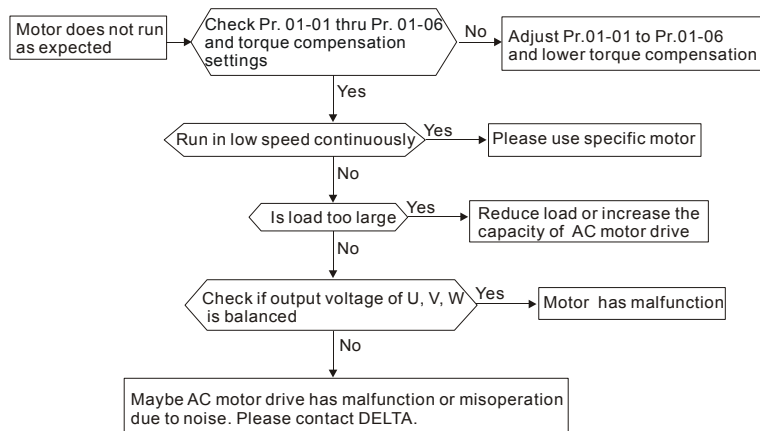 Motor does not run
as expected
Check Pr. 01-01 thru Pr. 01-06
and torque compensation
settings
No
Adjust Pr.01-01 to Pr.01-06
and lower torque compensation
Yes
Run in low speed continuously
Yes
Please use specific motor
No
Is load too large
Yes
Reduce load or increase the
capacity of AC motor drive
No
Check if output voltage of U, V, W
is balanced
Yes
Motor has malfunction
No
Maybe AC motor drive has malfunction or misoperation
due to noise. Please contact DELTA.